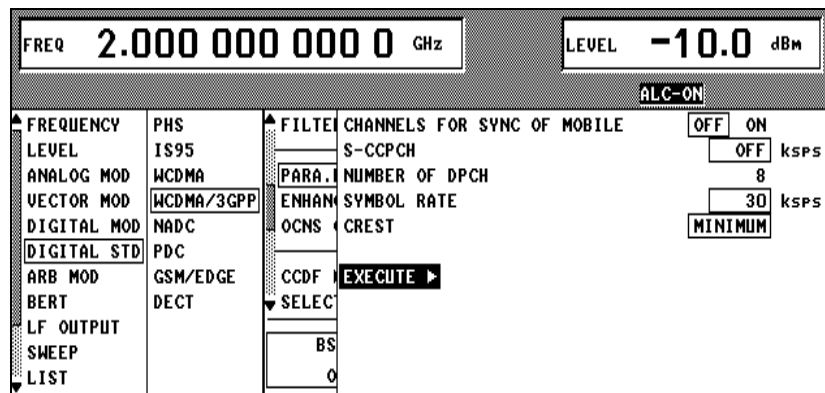 FREQ 2.000 000 000 0 GHz
LEVEL -10.0 dBm
ALC-ON
FREQUENCY
LEVEL
ANALOG MOD
VECTOR MOD
DIGITAL MOD
DIGITAL STD
ARB MOD
BERT
LF OUTPUT
SWEEP
LIST
PHS
IS95
WCDMA
WCDMA/3GPP
NADC
PDC
GSM/EDGE
DECT
FILTE
PARA.
ENHAN
OCNS
CCDF
SELEC
BS
0
CHANNELS FOR SYNC OF MOBILE OFF ON
S-CCPCH OFF ksps
NUMBER OF DPCH 8
SYMBOL RATE 30 ksps
CREST MINIMUM
EXECUTE ▶